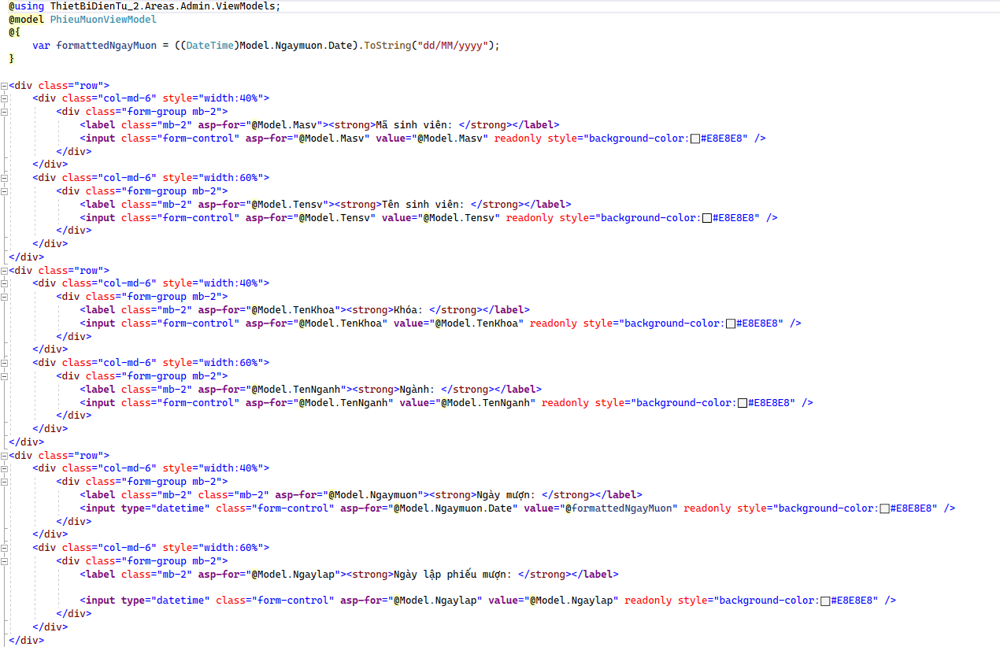 @using ThietBiDienTu_2.Areas.Admin.ViewModels;
@model PhieuMuonViewModel
@{
    var formattedNgayMuon = ((DateTime)Model.Ngaymuon.Date).ToString("dd/MM/yyyy");
}

<div class="row">
    <div class="col-md-6" style="width:40%">
        <div class="form-group mb-2">
            <label class="mb-2" asp-for="@Model.Masv"><strong>Mã sinh viên: </strong></label>
            <input class="form-control" asp-for="@Model.Masv" value="@Model.Masv" readonly style="background-color:#E8E8E8" />
        </div>
    </div>
    <div class="col-md-6" style="width:60%">
        <div class="form-group mb-2">
            <label class="mb-2" asp-for="@Model.Tensv"><strong>Tên sinh viên: </strong></label>
            <input class="form-control" asp-for="@Model.Tensv" value="@Model.Tensv" readonly style="background-color:#E8E8E8" />
        </div>
    </div>
</div>
<div class="row">
    <div class="col-md-6" style="width:40%">
        <div class="form-group mb-2">
            <label class="mb-2" asp-for="@Model.TenKhoa"><strong>Khóa: </strong></label>
            <input class="form-control" asp-for="@Model.TenKhoa" value="@Model.TenKhoa" readonly style="background-color:#E8E8E8" />
        </div>
    </div>
    <div class="col-md-6" style="width:60%">
        <div class="form-group mb-2">
            <label class="mb-2" asp-for="@Model.TenNganh"><strong>Ngành: </strong></label>
            <input class="form-control" asp-for="@Model.TenNganh" value="@Model.TenNganh" readonly style="background-color:#E8E8E8" />
        </div>
    </div>
</div>
<div class="row">
    <div class="col-md-6" style="width:40%">
        <div class="form-group mb-2">
            <label class="mb-2" class="mb-2" asp-for="@Model.Ngaymuon"><strong>Ngày mượn: </strong></label>
            <input type="datetime" class="form-control" asp-for="@Model.Ngaymuon.Date" value="@formattedNgayMuon" readonly style="background-color:#E8E8E8" />
        </div>
    </div>
    <div class="col-md-6" style="width:60%">
        <div class="form-group mb-2">
            <label class="mb-2" asp-for="@Model.Ngaylap"><strong>Ngày lập phiếu mượn: </strong></label>

            <input type="datetime" class="form-control" asp-for="@Model.Ngaylap" value="@Model.Ngaylap" readonly style="background-color:#E8E8E8" />
        </div>
    </div>
</div>